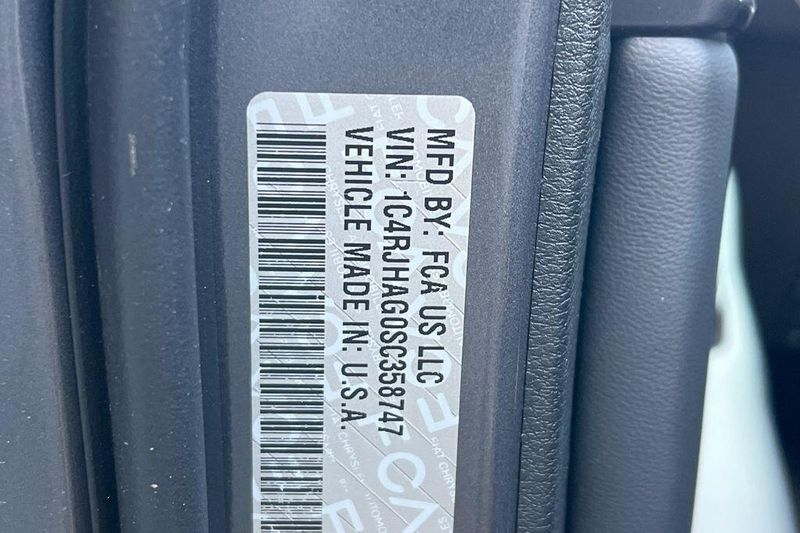 MFD BY: FCA US LLC
VIN: 1C4RJHAG0SC358747
VEHICLE MADE IN: U.S.A.